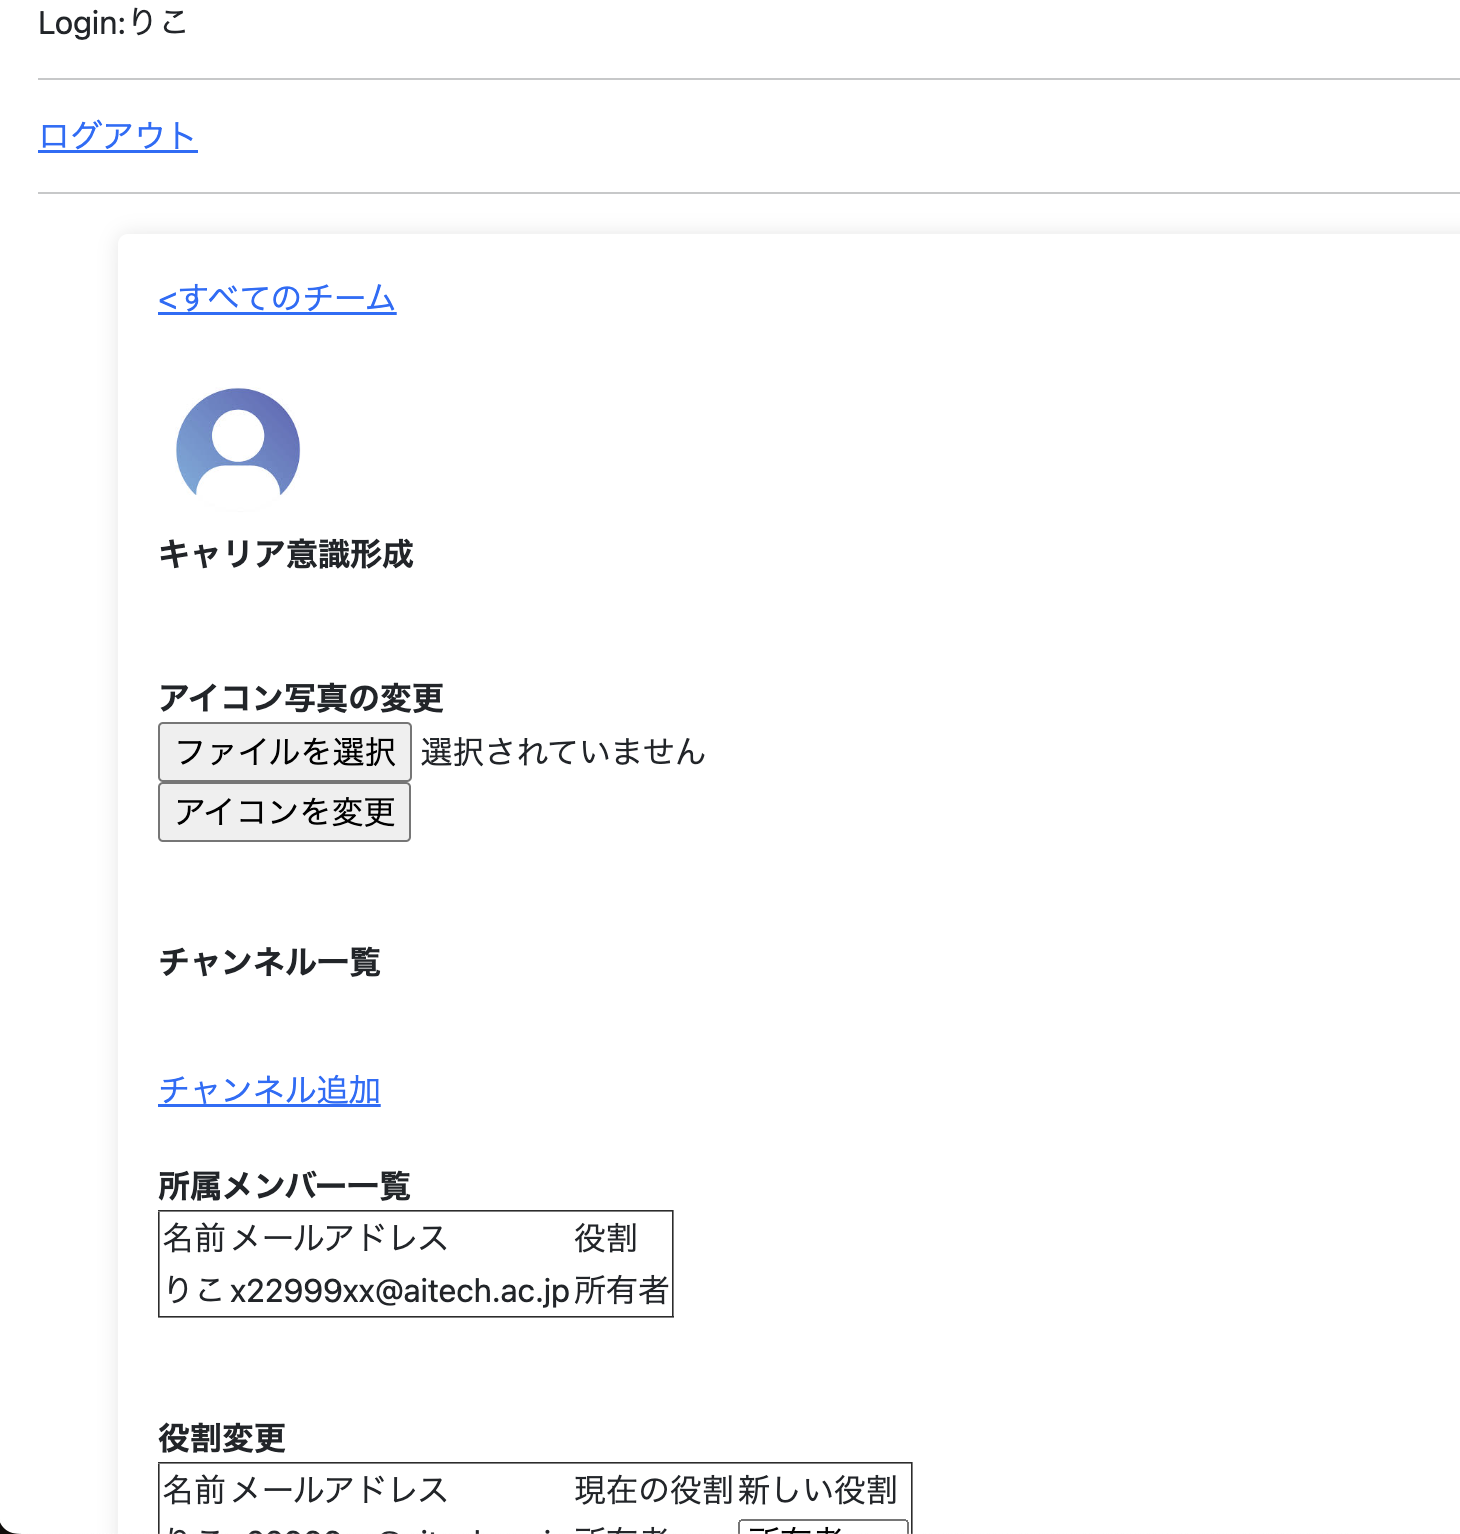 Login:りこ
ログアウト
<すべてのチーム
キャリア意識形成
アイコン写真の変更
ファイルを選択 選択されていません
アイコンを変更
チャンネル一覧
チャンネル追加
所属メンバー一覧
名前 メールアドレス 役割
りこ x22999xx@aitech.ac.jp 所有者
役割変更
名前 メールアドレス 現在の役割 新しい役割